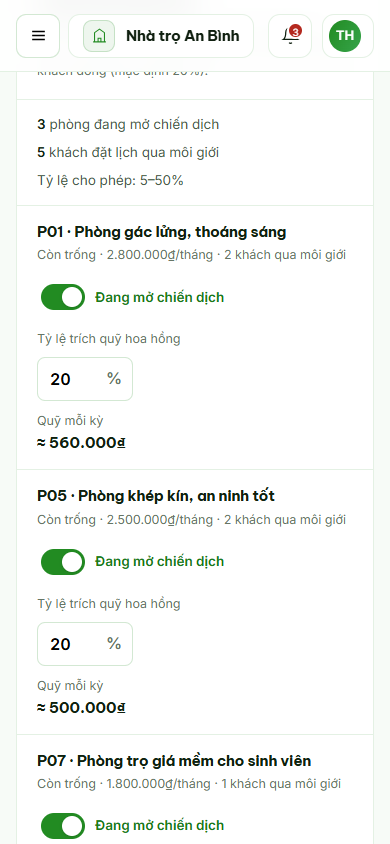 Nhà trọ An Bình
3
TH
khách đồng (mặc định 20%).
3 phòng đang mở chiến dịch
5 khách đặt lịch qua môi giới
Tỷ lệ cho phép: 5–50%
P01 · Phòng gác lửng, thoáng sáng
Còn trống · 2.800.000₫/tháng · 2 khách qua môi giới
Đang mở chiến dịch
Tỷ lệ trích quỹ hoa hồng
20 %
Quỹ mỗi kỳ
≈ 560.000₫
P05 · Phòng khép kín, an ninh tốt
Còn trống · 2.500.000₫/tháng · 2 khách qua môi giới
Đang mở chiến dịch
Tỷ lệ trích quỹ hoa hồng
20 %
Quỹ mỗi kỳ
≈ 500.000₫
P07 · Phòng trọ giá mềm cho sinh viên
Còn trống · 1.800.000₫/tháng · 1 khách qua môi giới
Đang mở chiến dịch